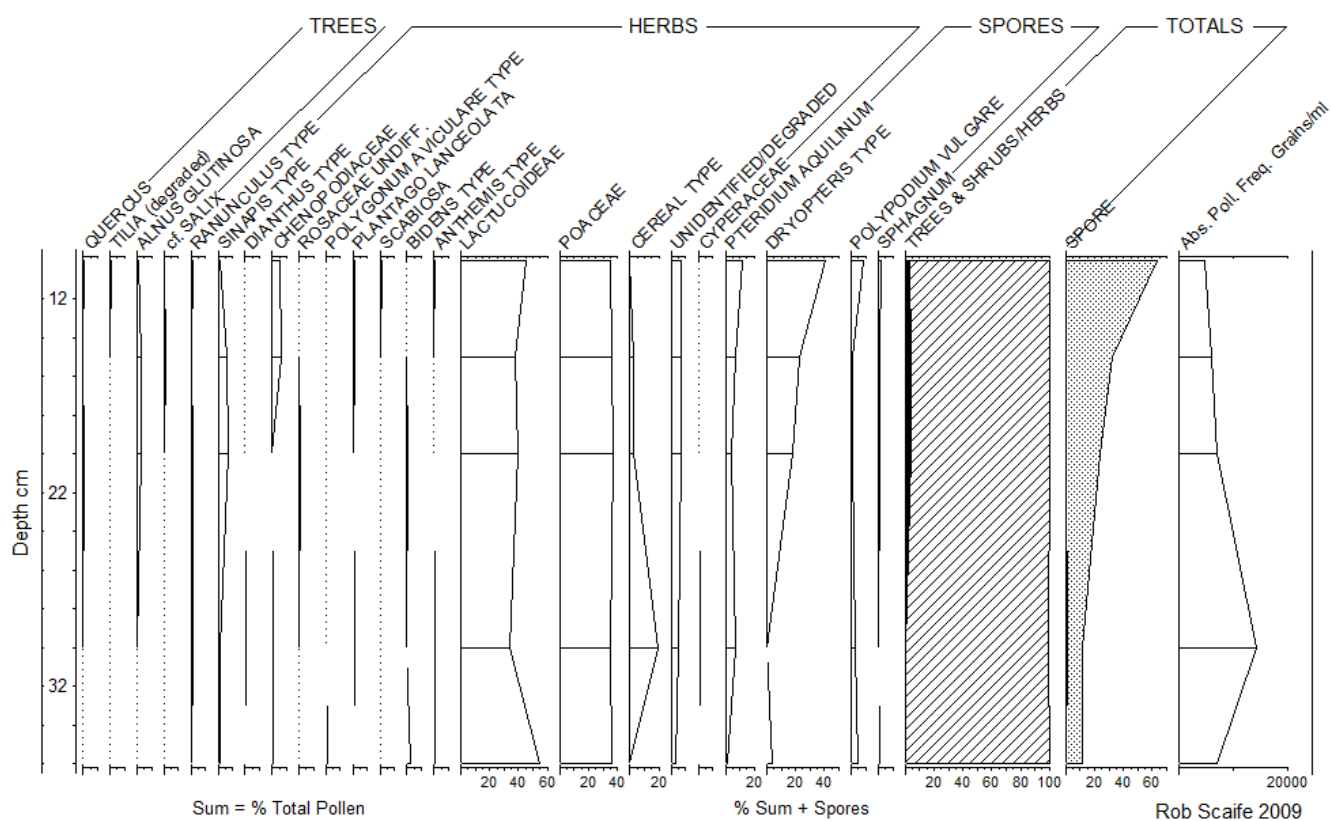 TREES HERBS SPORES TOTALS
QUERCUS
TILIA (degraded)
ALNUS GLUTINOSA
cf. SALIX
RANUNCULUS TYPE
SINAPIS TYPE
DIANTHUS TYPE
CHENOPODIACEAE
ROSACEAE UNDIFF.
POLYGONUM AVICULARE TYPE
PLANTAGO LANCEOLATA
SCABIOSA
BIDENS TYPE
ANTHEMIS TYPE
LACTUCOIDEAE
POACEAE
CEREAL TYPE
UNIDENTIFIED/DEGRADED
CYPERACEAE
PTERIDIUM AQUILINUM
DRYOPTERIS TYPE
POLYPODIUM VULGARE
SPHAGNUM
TREES & SHRUBS/HERBS
SPORE
Abs. Poll. Freq. Grains/ml
Depth cm
12
22
32
20 40 60 20 40 20 20 40 20 40 60 80 100 20 40 60 20000
Sum = % Total Pollen % Sum + Spores Rob Scaife 2009